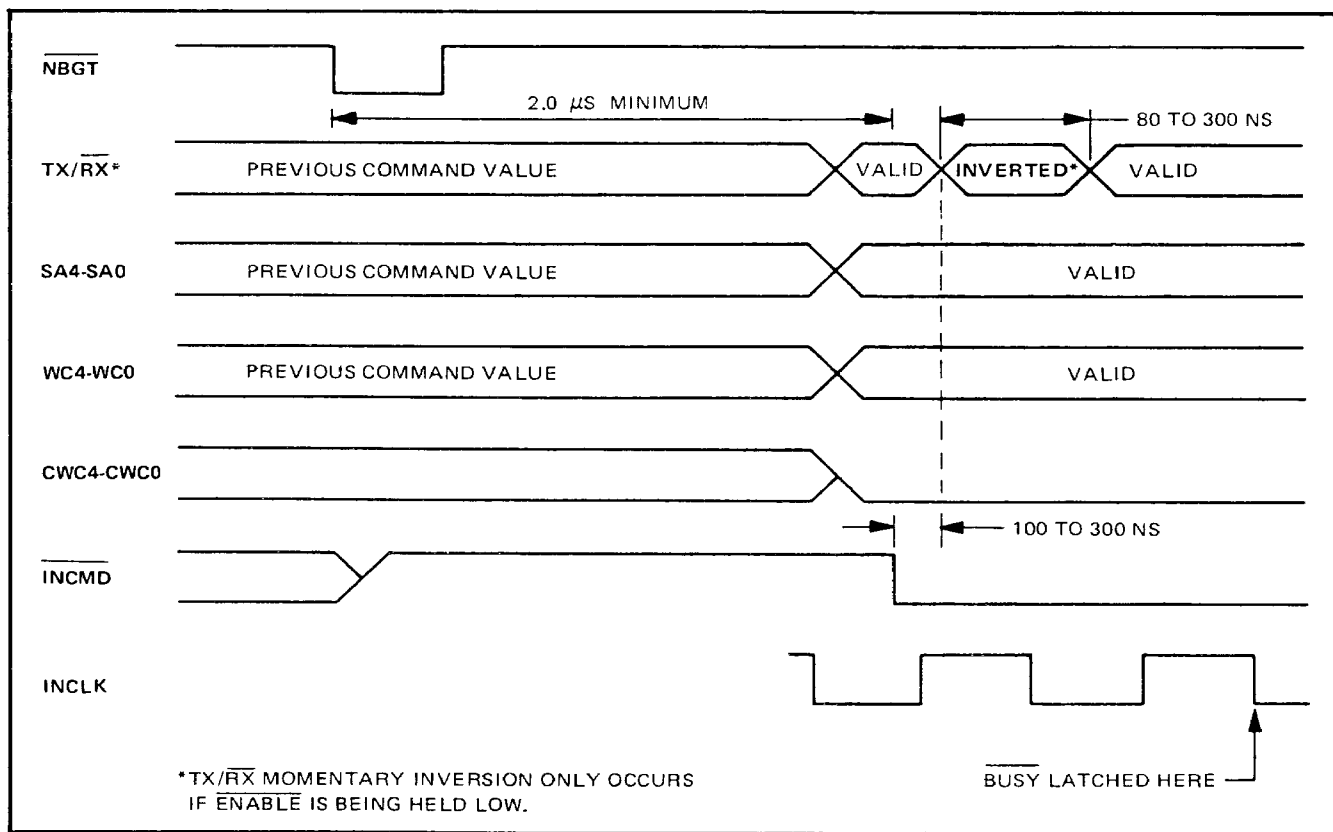 NBGT
2.0 µS MINIMUM
80 TO 300 NS
TX/RX*
PREVIOUS COMMAND VALUE
VALID
INVERTED*
VALID
SA4-SA0
PREVIOUS COMMAND VALUE
VALID
WC4-WC0
PREVIOUS COMMAND VALUE
VALID
CWC4-CWC0
100 TO 300 NS
INCMD
INCLK
*TX/RX MOMENTARY INVERSION ONLY OCCURS
IF ENABLE IS BEING HELD LOW.
BUSY LATCHED HERE